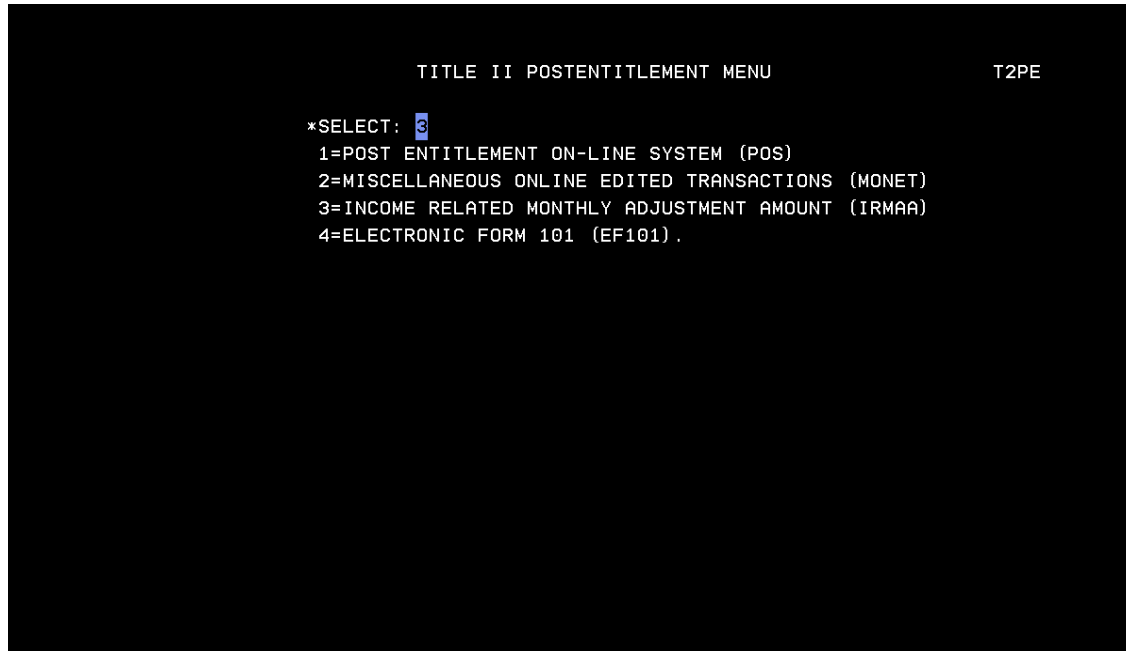 TITLE II POSTENTITLEMENT MENU T2PE
*SELECT: 3
1=POST ENTITLEMENT ON-LINE SYSTEM (POS)
2=MISCELLANEOUS ONLINE EDITED TRANSACTIONS (MONET)
3=INCOME RELATED MONTHLY ADJUSTMENT AMOUNT (IRMAA)
4=ELECTRONIC FORM 101 (EF101).